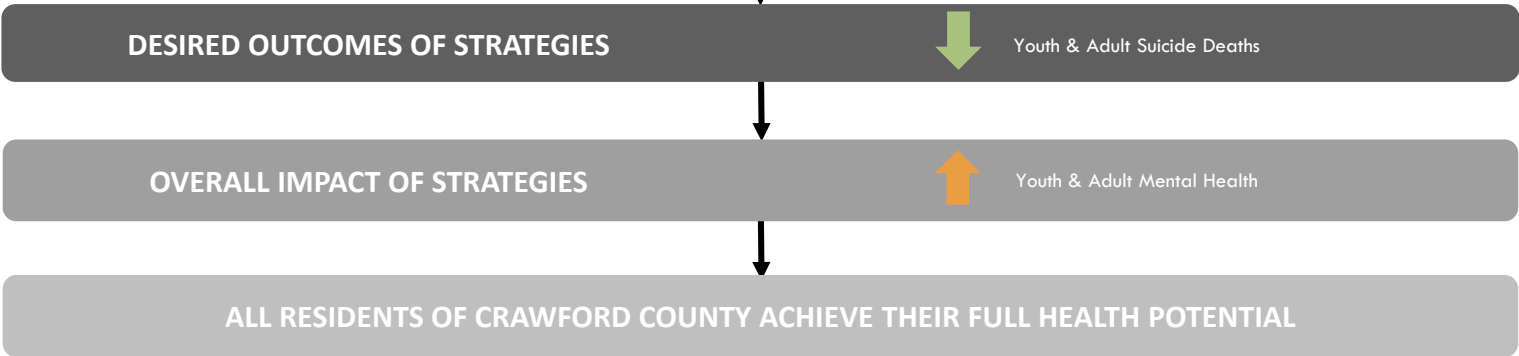 DESIRED OUTCOMES OF STRATEGIES
Youth & Adult Suicide Deaths
OVERALL IMPACT OF STRATEGIES
Youth & Adult Mental Health
ALL RESIDENTS OF CRAWFORD COUNTY ACHIEVE THEIR FULL HEALTH POTENTIAL